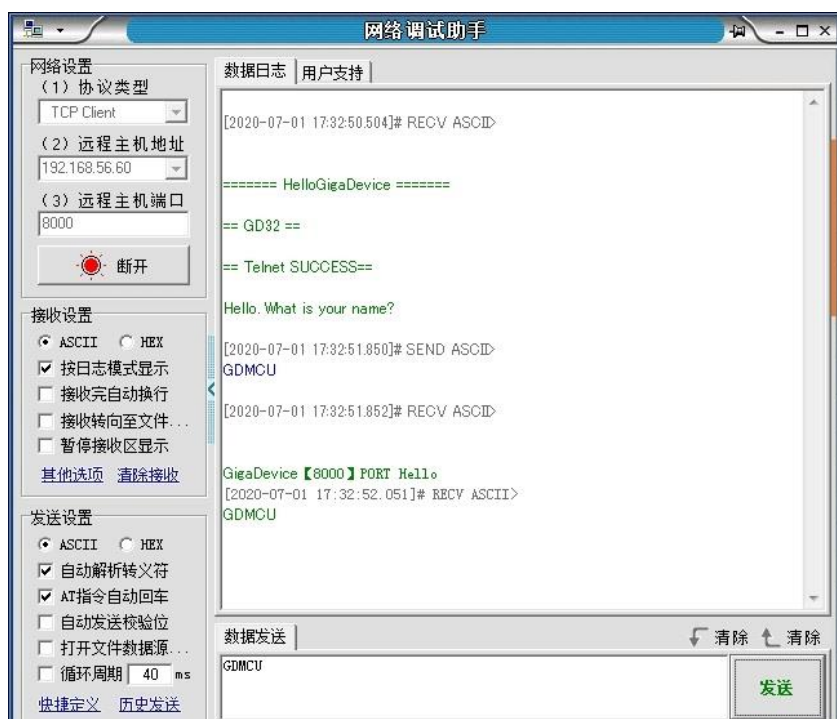 网络调试助手
网络设置
（1）协议类型
TCP Client
（2）远程主机地址
192.168.56.60
（3）远程主机端口
8000
断开
接收设置
ASCII HEX
按日志模式显示
接收完自动换行
接收转向至文件...
暂停接收区显示
其他选项 清除接收
发送设置
ASCII HEX
自动解析转义符
AT指令自动回车
自动发送校验位
打开文件数据源...
循环周期 40 ms
快捷定义 历史发送
数据日志 用户支持
[2020-07-01 17:32:50.504]# RECV ASCII>
======= HelloGigaDevice =======
== GD32 ==
== Telnet SUCCESS==
Hello. What is your name?
[2020-07-01 17:32:51.850]# SEND ASCII>
GDMCU
[2020-07-01 17:32:51.852]# RECV ASCII>
GigaDevice【8000】PORT Hello
[2020-07-01 17:32:52.051]# RECV ASCII>
GDMCU
数据发送 清除 清除
GDMCU
发送